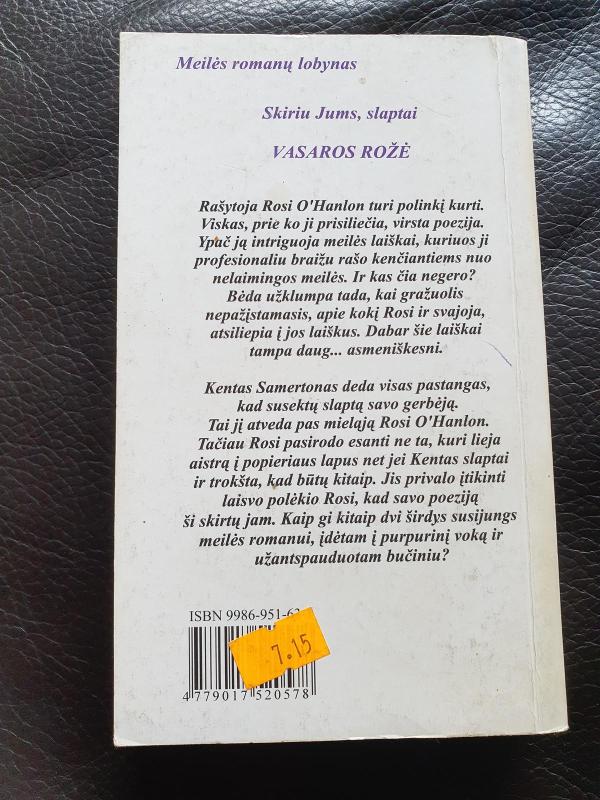 Meilės romanų lobynas
Skiriu Jums, slaptai
VASAROS ROŽĖ
Rašytoja Rosi O'Hanlon turi polinkį kurti.
Viskas, prie ko ji prisiliečia, virsta poezija.
Ypač ją intriguoja meilės laiškai, kuriuos ji
profesionaliu braižu rašo kenčiantiems nuo
nelaimingos meilės. Ir kas čia negero?
Bėda užklumpa tada, kai gražuolis
nepažįstamasis, apie kokį Rosi ir svajoja,
atsiliepia į jos laiškus. Dabar šie laiškai
tampa daug... asmeniškesni.
Kentas Samertonas deda visas pastangas,
kad susektų slaptą savo gerbėją.
Tai jį atveda pas mieląją Rosi O'Hanlon.
Tačiau Rosi pasirodo esanti ne ta, kuri lieja
aistrą į popieriaus lapus net jei Kentas slaptai
ir trokšta, kad būtų kitaip. Jis privalo įtikinti
laisvo polėkio Rosi, kad savo poeziją
ši skirtų jam. Kaip gi kitaip dvi širdys susijungs
meilės romanui, įdėtam į purpurinį voką ir
užantspauduotam bučiniu?
ISBN 9986-951-6
7.15
4 779017 520578